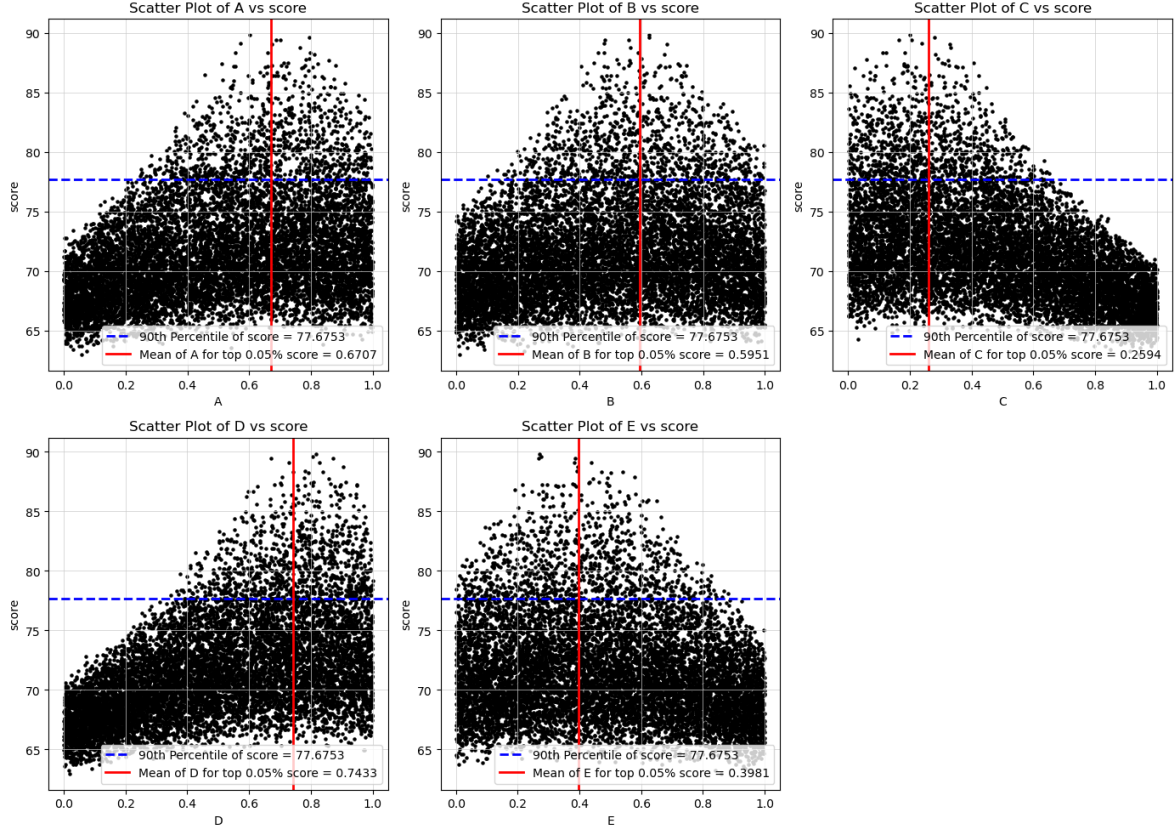 Scatter Plot of A vs score
score
90
85
80
75
70
65
90th Percentile of score = 77.6753
Mean of A for top 0.05% score = 0.6707
0.0 0.2 0.4 0.6 0.8 1.0
A
Scatter Plot of B vs score
score
90
85
80
75
70
65
90th Percentile of score = 77.6753
Mean of B for top 0.05% score = 0.5951
0.0 0.2 0.4 0.6 0.8 1.0
B
Scatter Plot of C vs score
score
90
85
80
75
70
65
90th Percentile of score = 77.6753
Mean of C for top 0.05% score = 0.2594
0.0 0.2 0.4 0.6 0.8 1.0
C
Scatter Plot of D vs score
score
90
85
80
75
70
65
90th Percentile of score = 77.6753
Mean of D for top 0.05% score = 0.7433
0.0 0.2 0.4 0.6 0.8 1.0
D
Scatter Plot of E vs score
score
90
85
80
75
70
65
90th Percentile of score = 77.6753
Mean of E for top 0.05% score = 0.3981
0.0 0.2 0.4 0.6 0.8 1.0
E